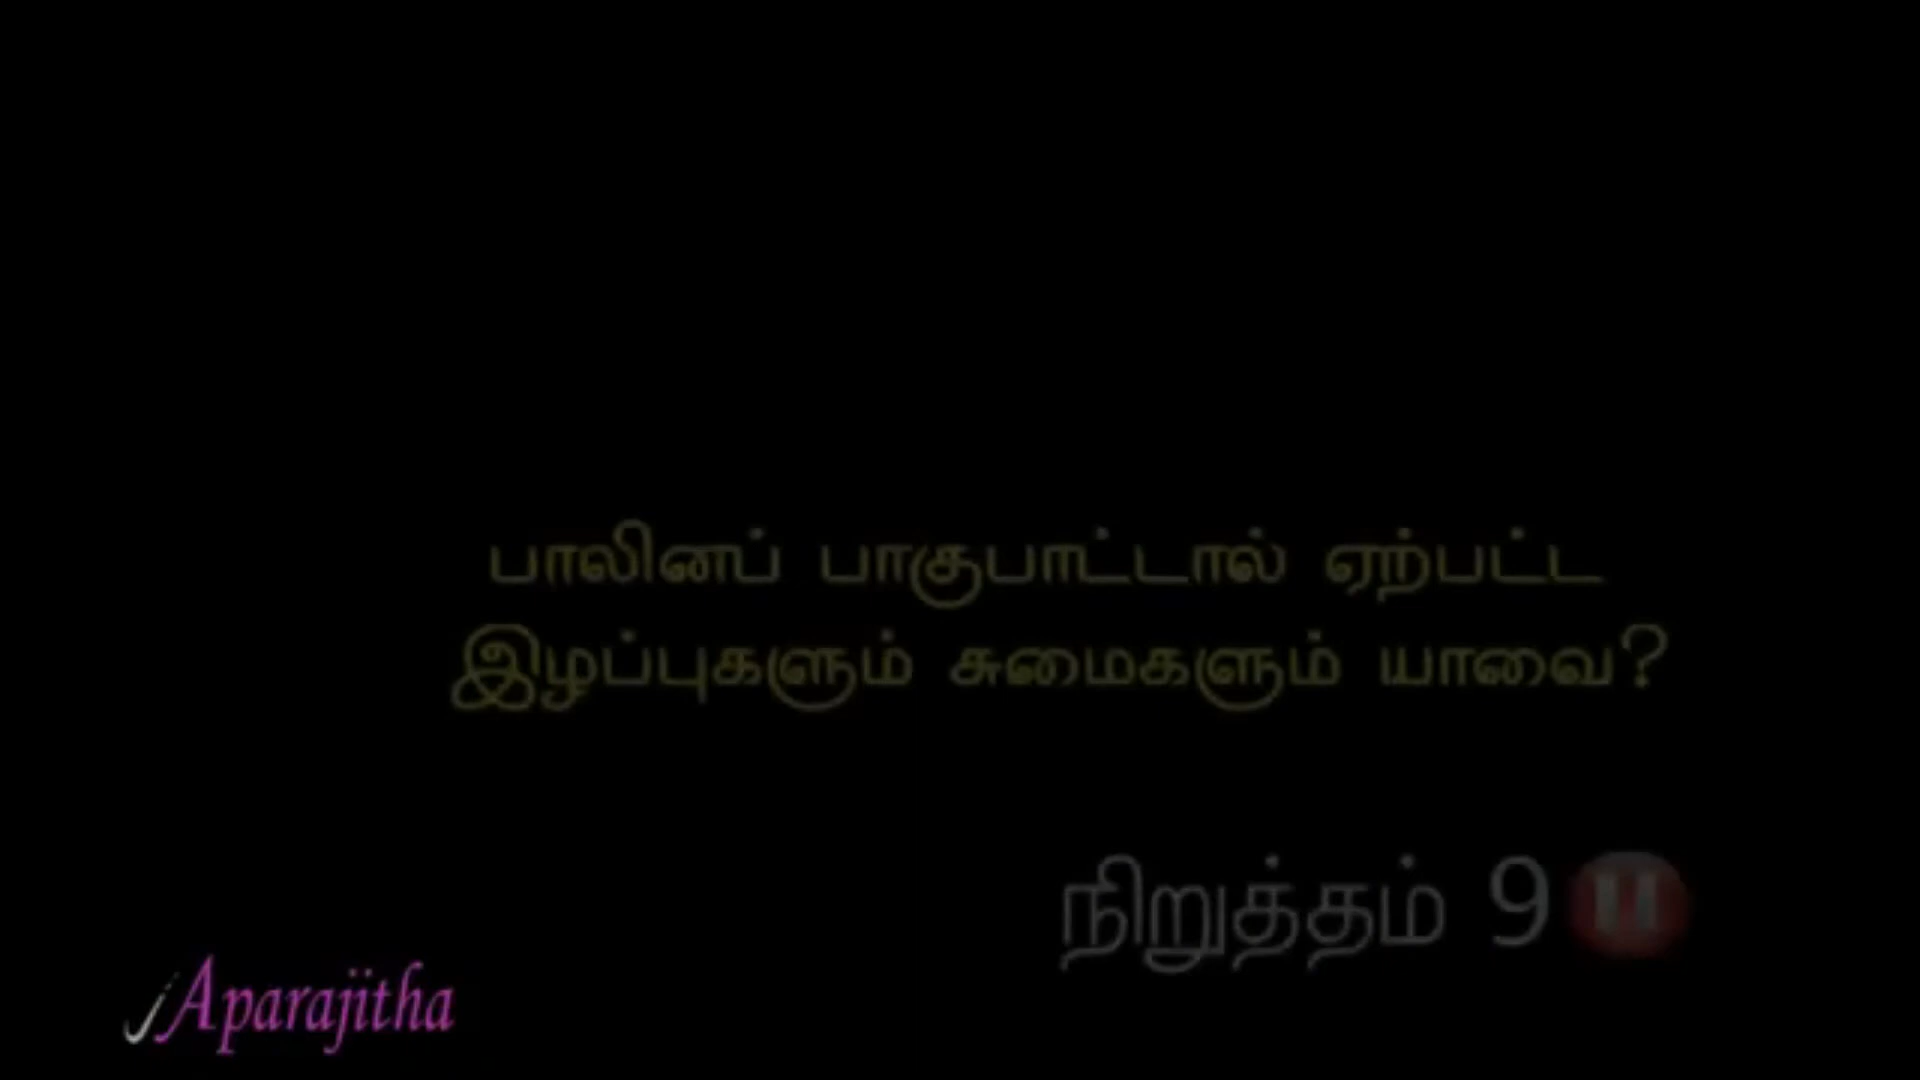 பாலினப் பாகுபாட்டால் ஏற்பட்ட
இழப்புகளும் சுமைகளும் யாவை?
நிறுத்தம் 9
Aparajitha